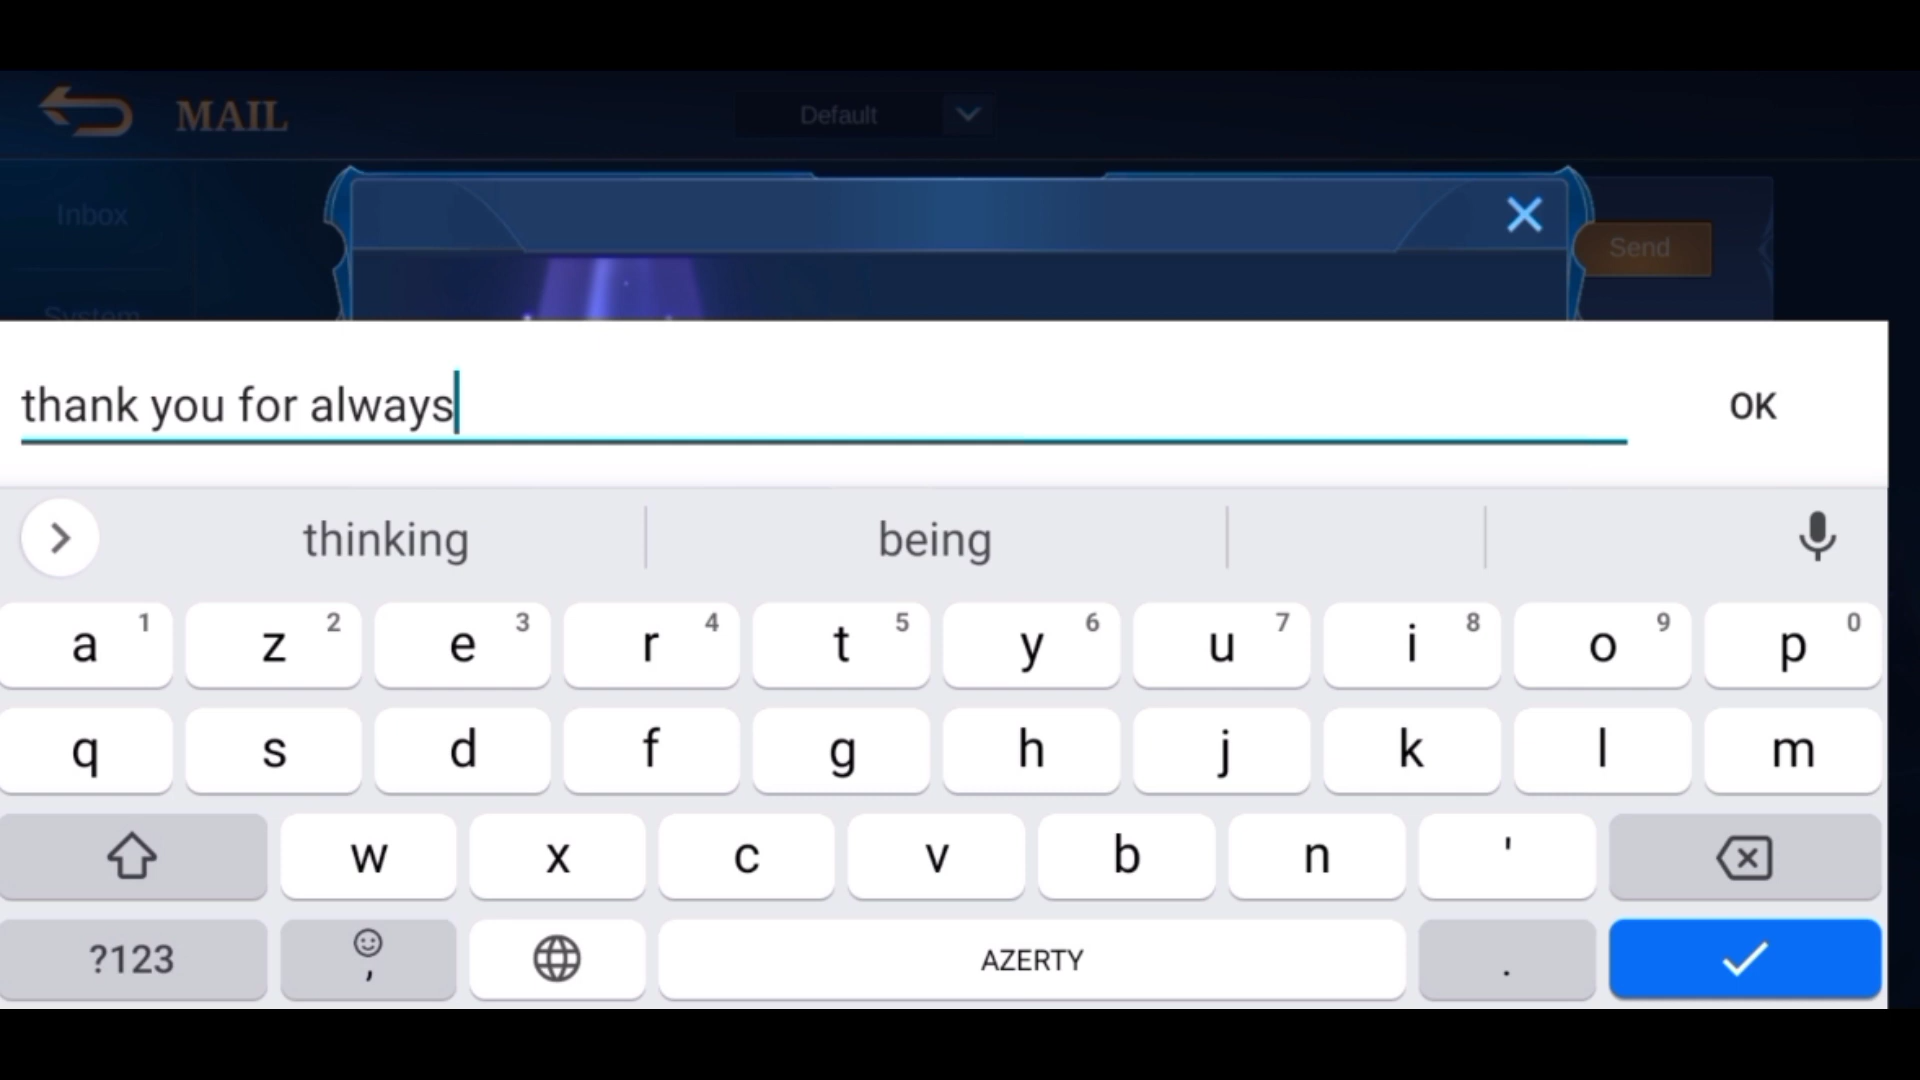 MAIL
Default
Inbox
Send
System
thank you for always
OK
thinking being
a 1 z 2 e 3 r 4 t 5 y 6 u 7 i 8 o 9 p 0
q s d f g h j k l m
w x c v b n '
?123 , AZERTY .